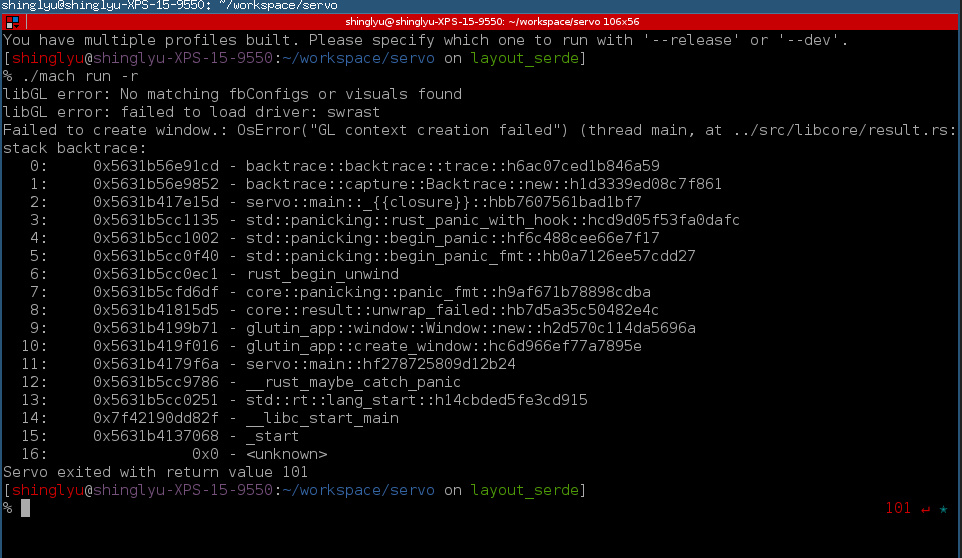 shinglyu@shinglyu-XPS-15-9550: ~/workspace/servo
shinglyu@shinglyu-XPS-15-9550: ~/workspace/servo 106x56
You have multiple profiles built. Please specify which one to run with '--release' or '--dev'.
[shinglyu@shinglyu-XPS-15-9550:~/workspace/servo on layout_serde]
% ./mach run -r
libGL error: No matching fbConfigs or visuals found
libGL error: failed to load driver: swrast
Failed to create window.: OsError("GL context creation failed") (thread main, at ../src/libcore/result.rs:
stack backtrace:
0: 0x5631b56e91cd - backtrace::backtrace::trace::h6ac07ced1b846a59
1: 0x5631b56e9852 - backtrace::capture::Backtrace::new::h1d3339ed08c7f861
2: 0x5631b417e15d - servo::main::_{{closure}}::hbb7607561bad1bf7
3: 0x5631b5cc1135 - std::panicking::rust_panic_with_hook::hcd9d05f53fa0dafc
4: 0x5631b5cc1002 - std::panicking::begin_panic::hf6c488cee66e7f17
5: 0x5631b5cc0f40 - std::panicking::begin_panic_fmt::hb0a7126ee57cdd27
6: 0x5631b5cc0ec1 - rust_begin_unwind
7: 0x5631b5cfd6df - core::panicking::panic_fmt::h9af671b78898cdba
8: 0x5631b41815d5 - core::result::unwrap_failed::hb7d5a35c50482e4c
9: 0x5631b4199b71 - glutin_app::window::Window::new::h2d570c114da5696a
10: 0x5631b419f016 - glutin_app::create_window::hc6d966ef77a7895e
11: 0x5631b4179f6a - servo::main::hf278725809d12b24
12: 0x5631b5cc9786 - __rust_maybe_catch_panic
13: 0x5631b5cc0251 - std::rt::lang_start::h14cbded5fe3cd915
14: 0x7f42190dd82f - __libc_start_main
15: 0x5631b4137068 - _start
16: 0x0 - <unknown>
Servo exited with return value 101
[shinglyu@shinglyu-XPS-15-9550:~/workspace/servo on layout_serde]
% 101 ↵ ★